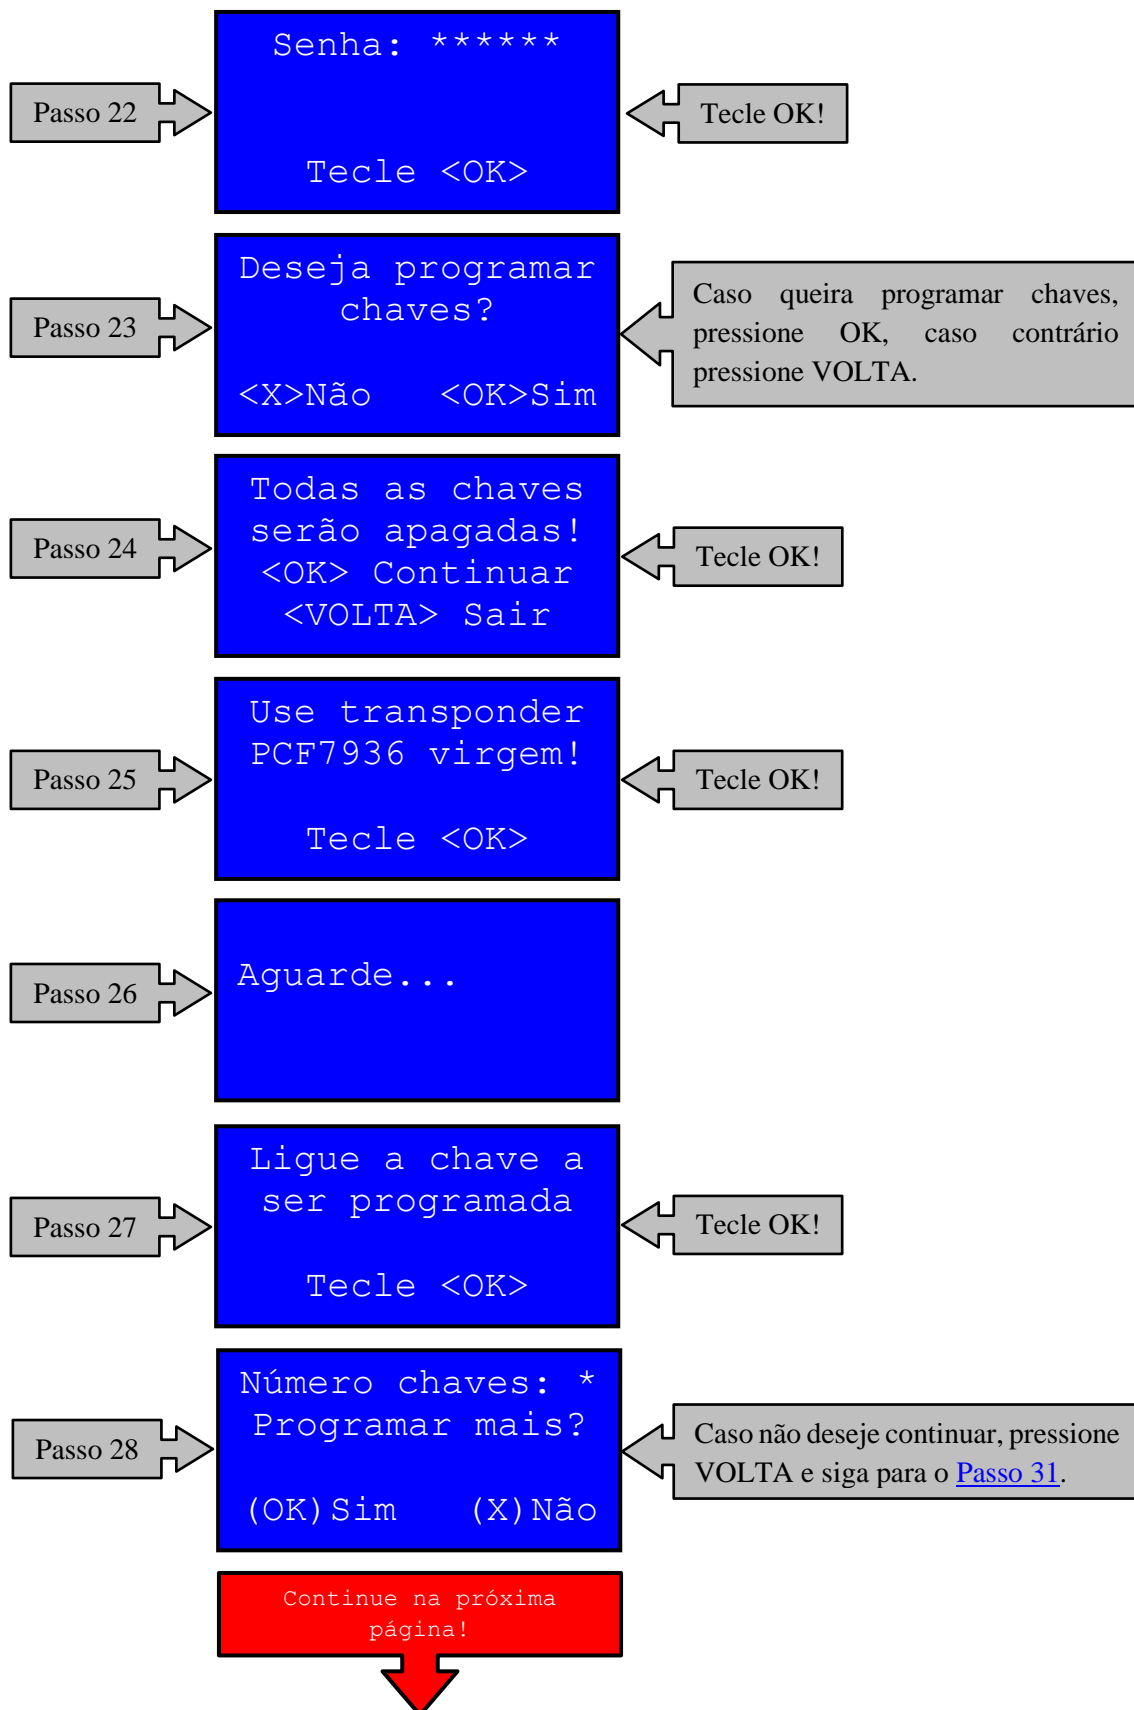 Senha: ******
Passo 22
Tecle OK!
Tecle <OK>
Deseja programar
chaves?
<X>Não <OK>Sim
Passo 23
Caso queira programar chaves,
pressione OK, caso contrário
pressione VOLTA.
Todas as chaves
serão apagadas!
<OK> Continuar
<VOLTA> Sair
Passo 24
Tecle OK!
Use transponder
PCF7936 virgem!
Tecle <OK>
Passo 25
Tecle OK!
Aguarde...
Passo 26
Ligue a chave a
ser programada
Tecle <OK>
Passo 27
Tecle OK!
Número chaves: *
Programar mais?
(OK)Sim (X)Não
Passo 28
Caso não deseje continuar, pressione
VOLTA e siga para o Passo 31.
Continue na próxima
página!